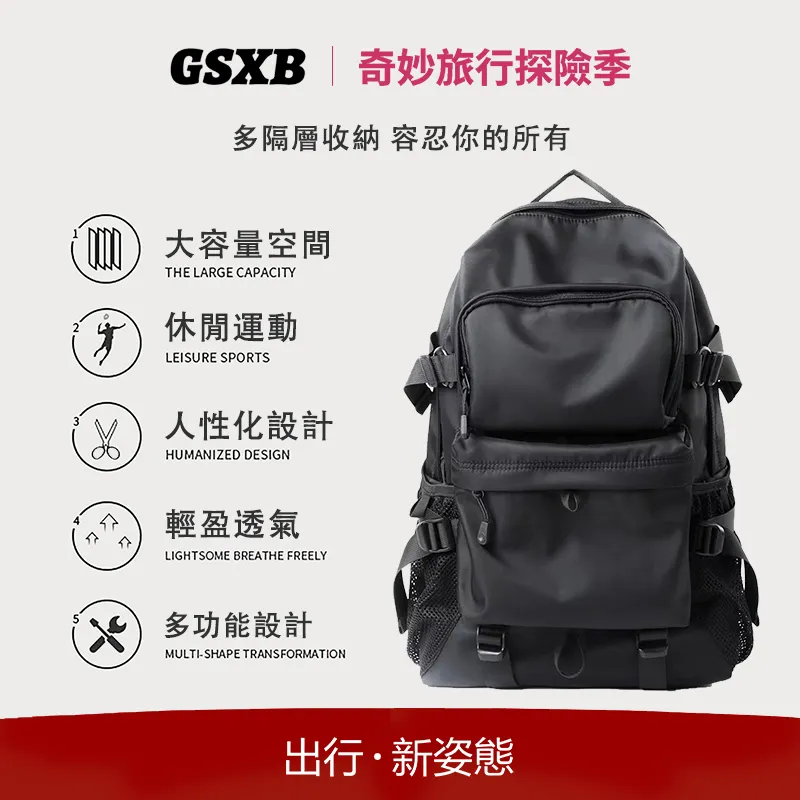 GSXB | 奇妙旅行探險季
多隔層收納 容忍你的所有
1
大容量空間
THE LARGE CAPACITY
2
休閒運動
LEISURE SPORTS
3
人性化設計
HUMANIZED DESIGN
4
輕盈透氣
LIGHTSOME BREATHE FREELY
5
多功能設計
MULTI-SHAPE TRANSFORMATION
出行·新姿態